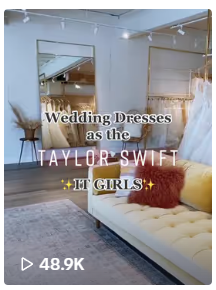 Wedding Dresses
as the
TAYLOR SWIFT
✨IT GIRLS✨
48.9K